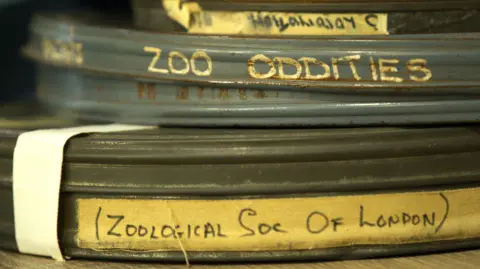 ZOO ODDITIES
(ZOOLOGICAL SOC OF LONDON)